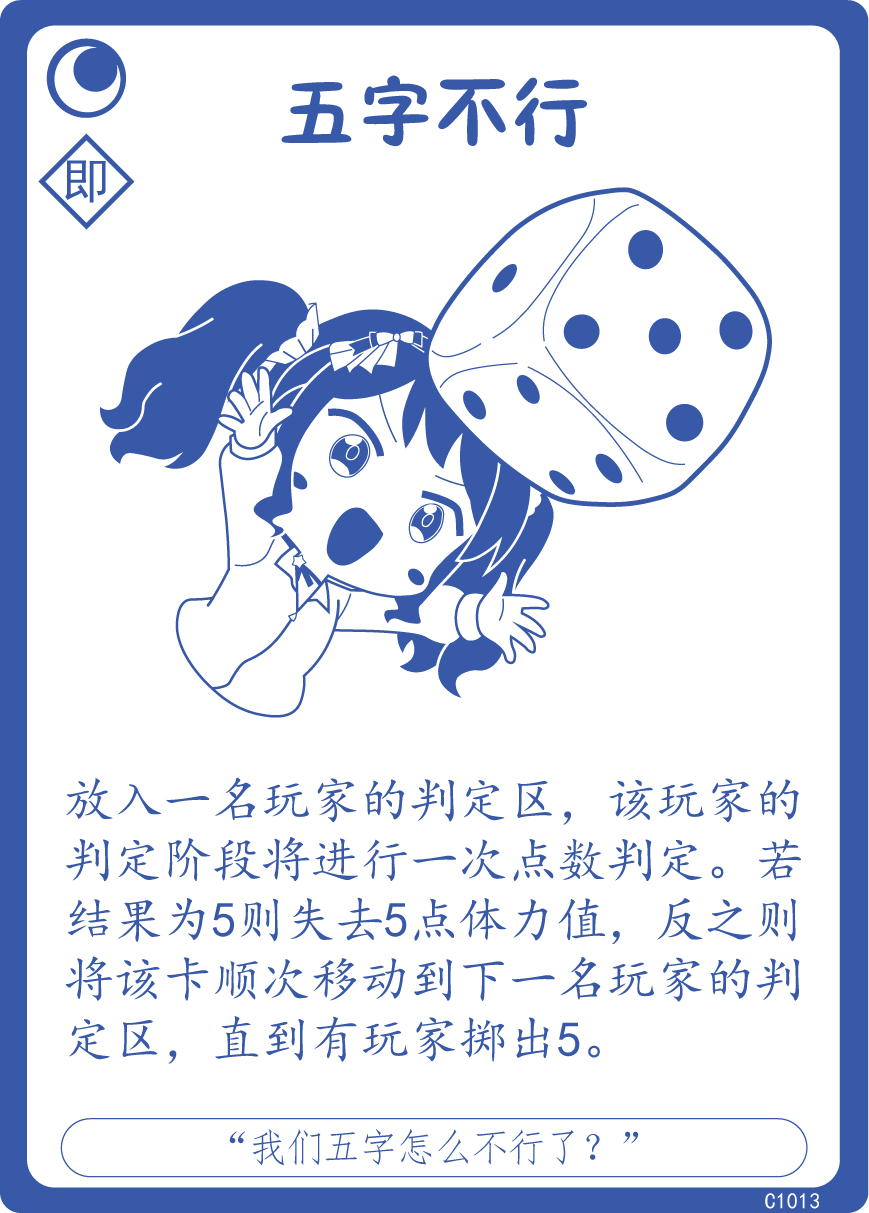 五字不行
即
放入一名玩家的判定区，该玩家的
判定阶段将进行一次点数判定。若
结果为5则失去5点体力值，反之则
将该卡顺次移动到下一名玩家的判
定区，直到有玩家掷出5。
“我们五字怎么不行了？”
C1013